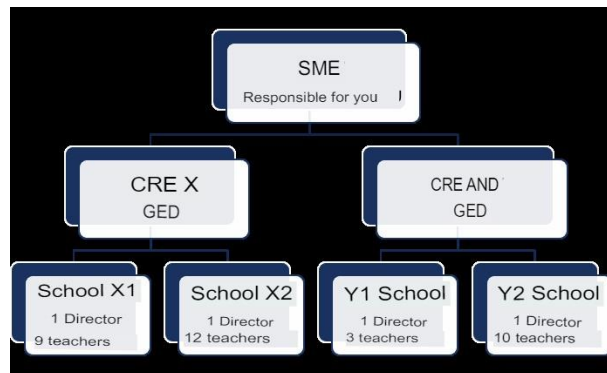 SME
Responsible for you
CRE X
GED
CRE AND
GED
School X1
1 Director
9 teachers
School X2
1 Director
12 teachers
Y1 School
1 Director
3 teachers
Y2 School
1 Director
10 teachers